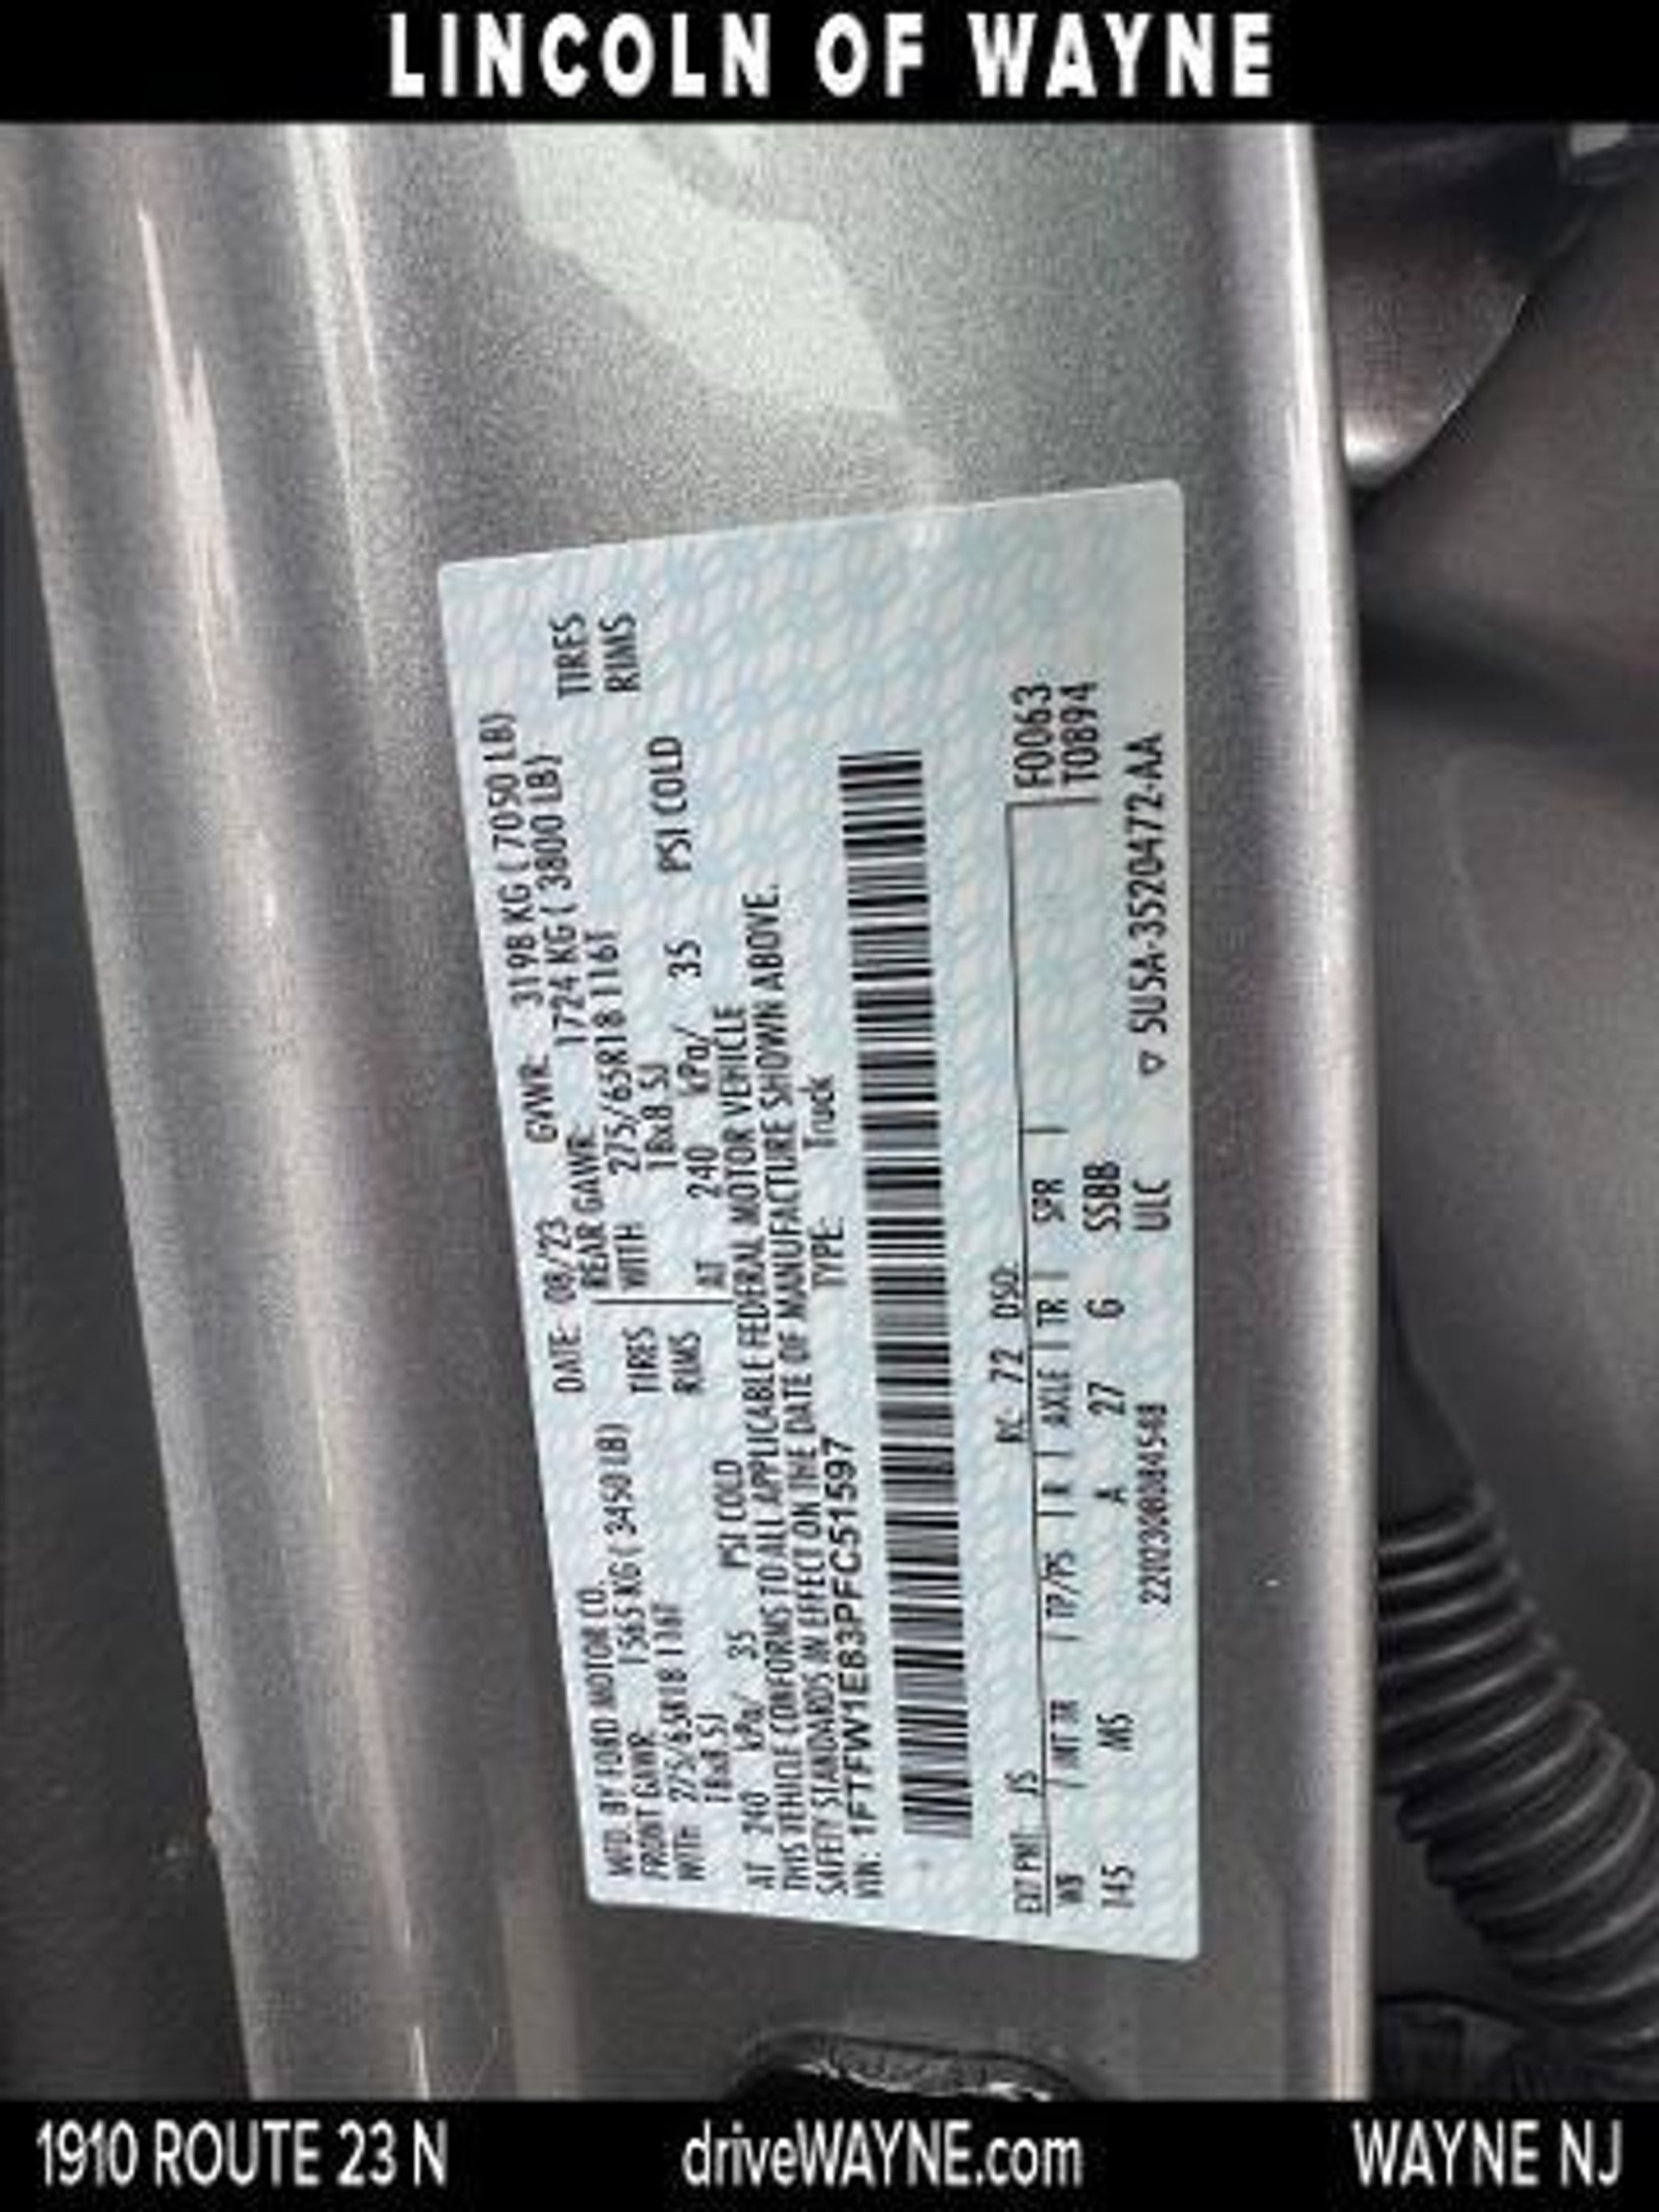 LINCOLN OF WAYNE
MFD. BY FORD MOTOR CO. DATE: 08/23 GVWR: 3198 KG ( 7050 LB)
FRONT GAWR: 1565 KG ( 3450 LB) REAR GAWR: 1724 KG ( 3800 LB)
WITH 275/65R18 116T TIRES WITH 275/65R18 116T TIRES
18x8.5J RIMS 18x8.5J RIMS
AT 240 kPa/ 35 PSI COLD AT 240 kPa/ 35 PSI COLD
THIS VEHICLE CONFORMS TO ALL APPLICABLE FEDERAL MOTOR VEHICLE
SAFETY STANDARDS IN EFFECT ON THE DATE OF MANUFACTURE SHOWN ABOVE.
VIN: 1FTFW1E83PFC51597 TYPE: Truck
EXT PNT: JS RC: 72 DSO: F0063
WB / INT TR / TP/PS / R / AXLE / TR / SPR / T0894
145 MS A 27 G SSBB
ULC ▽ 5U5A-3520472-AA
1910 ROUTE 23 N driveWAYNE.com WAYNE NJ